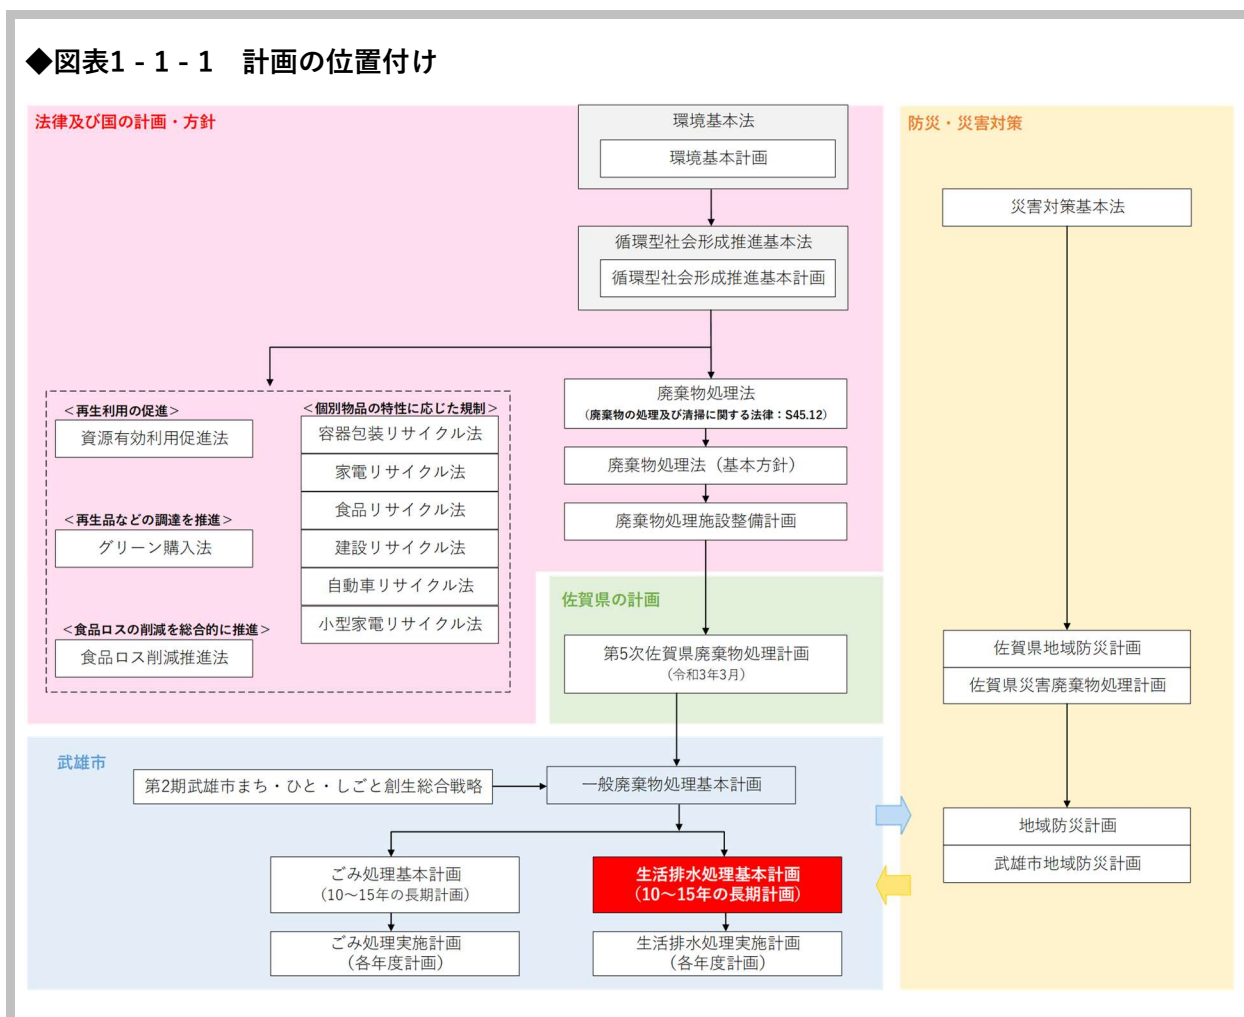 ◆図表1 - 1 - 1　計画の位置付け
法律及び国の計画・方針
環境基本法
環境基本計画
循環型社会形成推進基本法
循環型社会形成推進基本計画
＜再生利用の促進＞
資源有効利用促進法
＜再生品などの調達を推進＞
グリーン購入法
＜食品ロスの削減を総合的に推進＞
食品ロス削減推進法
＜個別物品の特性に応じた規制＞
容器包装リサイクル法
家電リサイクル法
食品リサイクル法
建設リサイクル法
自動車リサイクル法
小型家電リサイクル法
廃棄物処理法
（廃棄物の処理及び清掃に関する法律：S45.12）
廃棄物処理法（基本方針）
廃棄物処理施設整備計画
佐賀県の計画
第5次佐賀県廃棄物処理計画
（令和3年3月）
武雄市
第2期武雄市まち・ひと・しごと創生総合戦略
一般廃棄物処理基本計画
ごみ処理基本計画
（10～15年の長期計画）
ごみ処理実施計画
（各年度計画）
生活排水処理基本計画
（10～15年の長期計画）
生活排水処理実施計画
（各年度計画）
防災・災害対策
災害対策基本法
佐賀県地域防災計画
佐賀県災害廃棄物処理計画
地域防災計画
武雄市地域防災計画